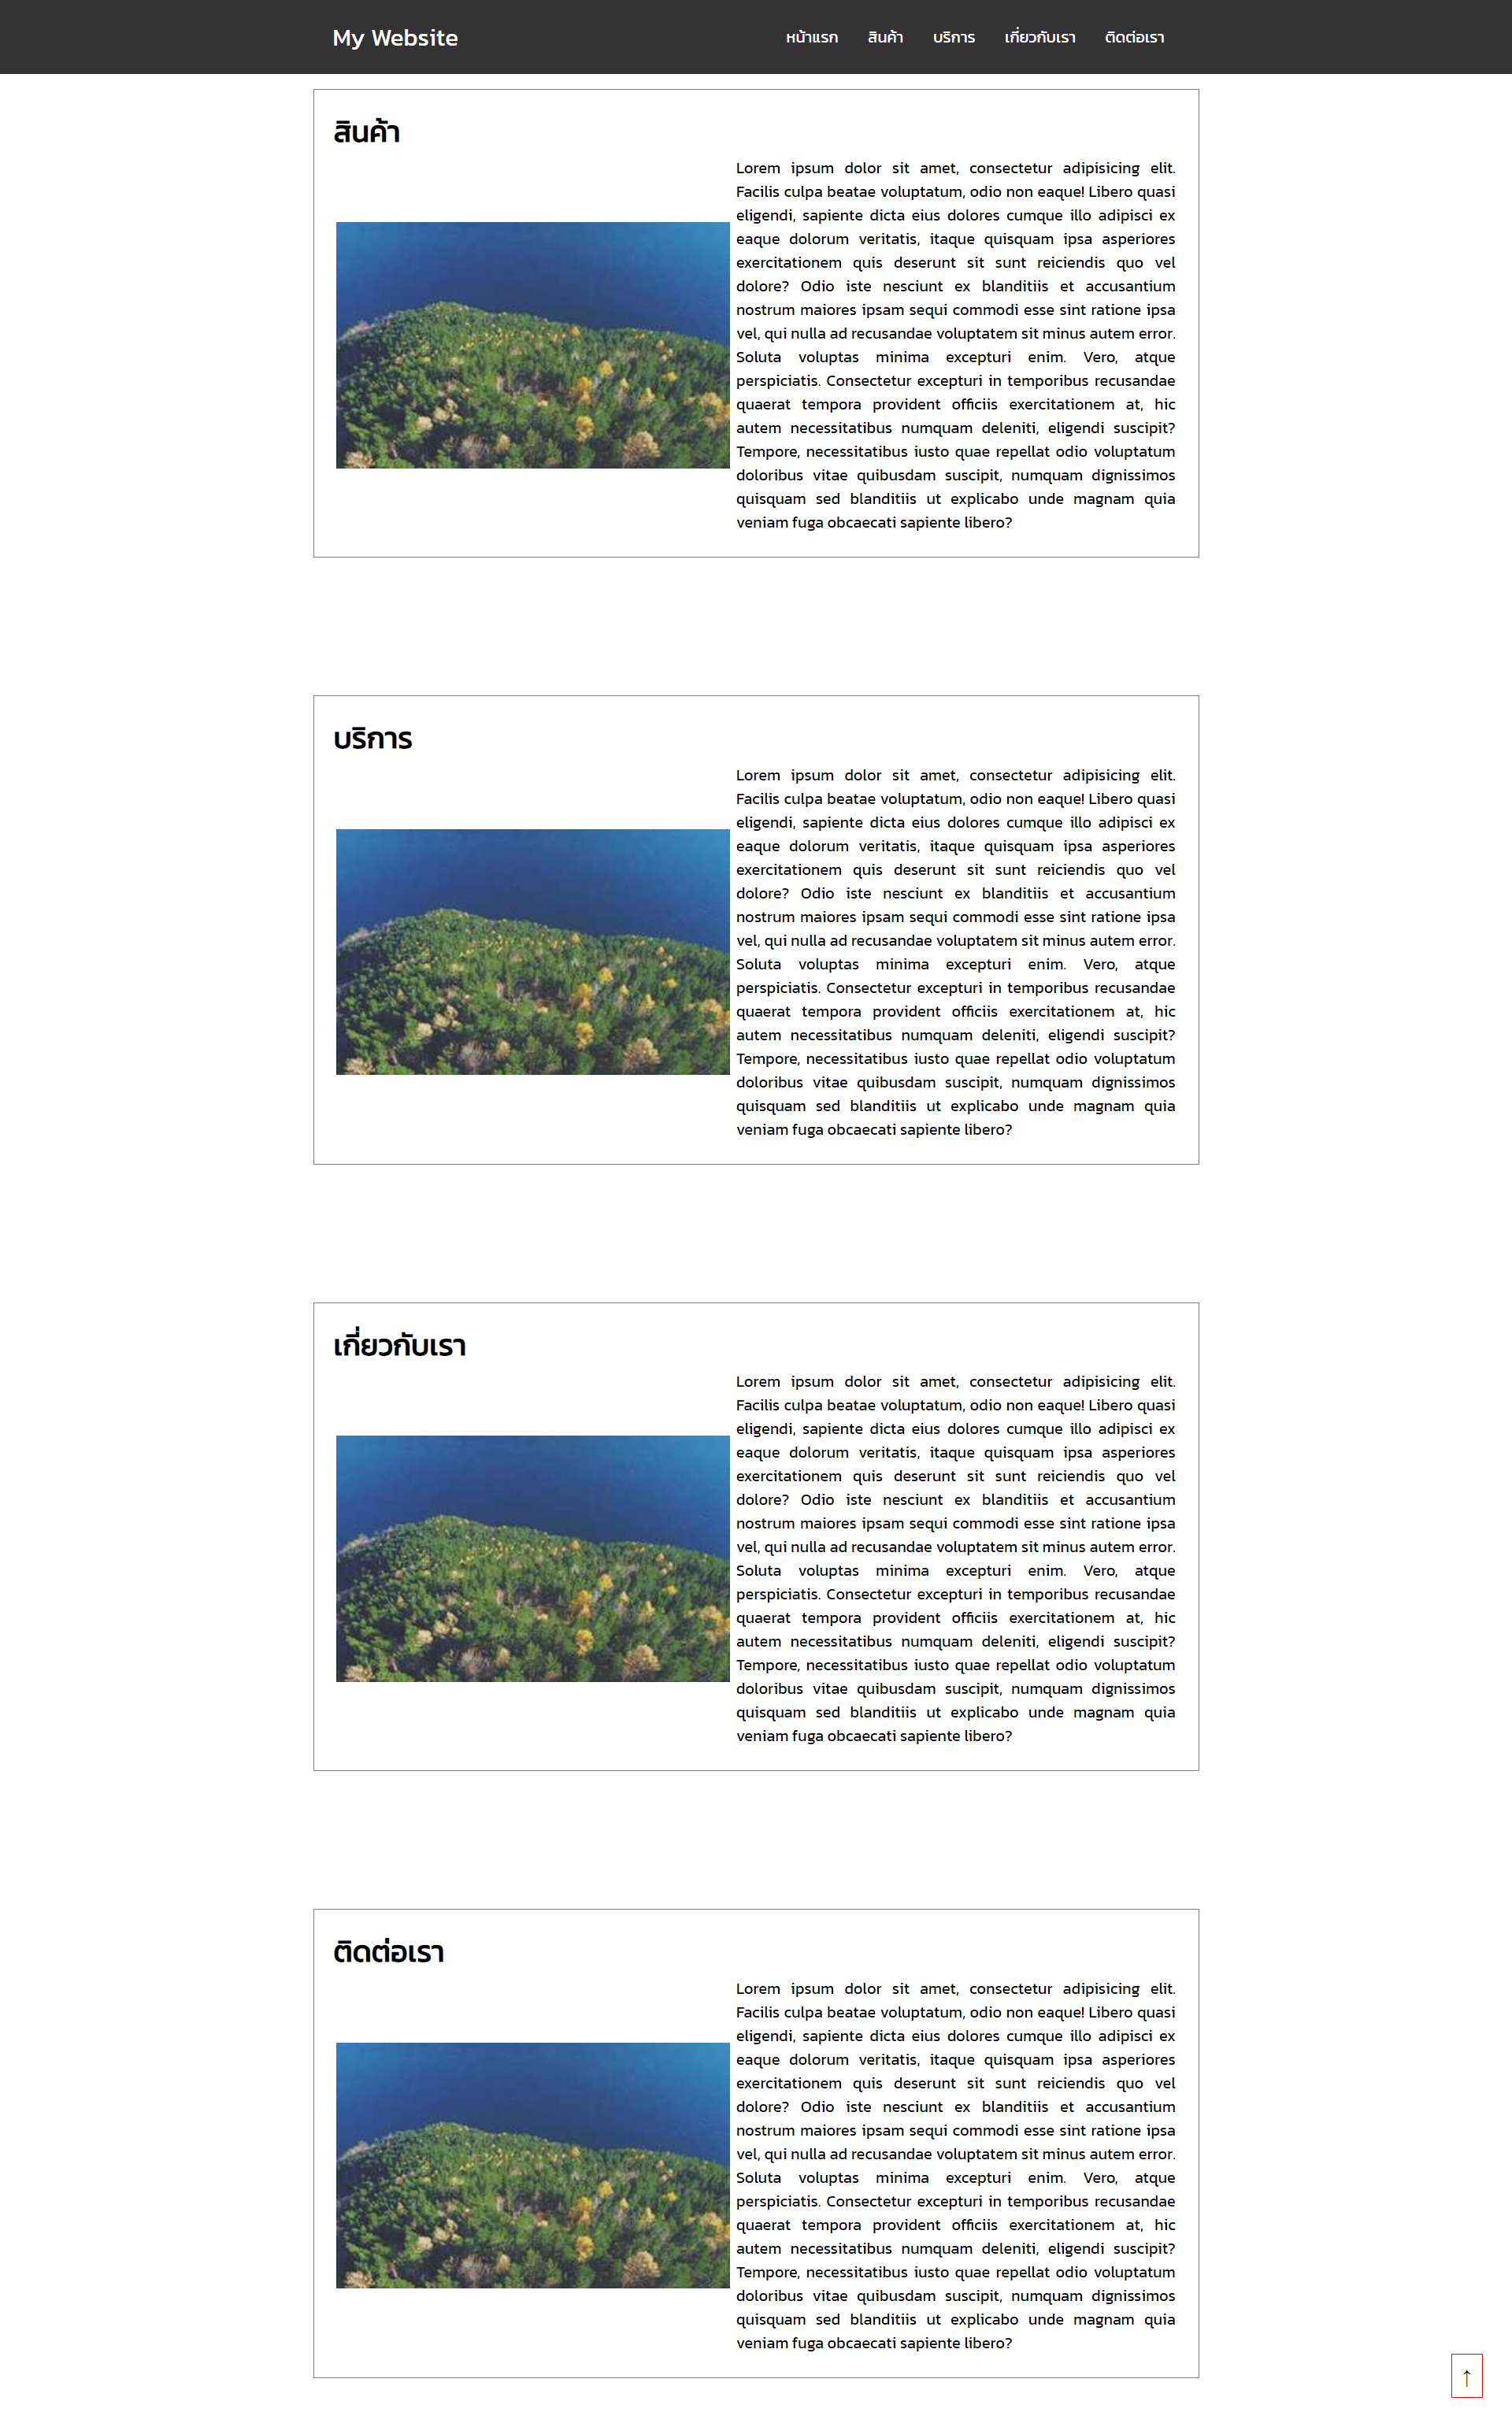 My Website
หน้าแรก สินค้า บริการ เกี่ยวกับเรา ติดต่อเรา
สินค้า
Lorem ipsum dolor sit amet, consectetur adipisicing elit.
Facilis culpa beatae voluptatum, odio non eaque! Libero quasi
eligendi, sapiente dicta eius dolores cumque illo adipisci ex
eaque dolorum veritatis, itaque quisquam ipsa asperiores
exercitationem quis deserunt sit sunt reiciendis quo vel
dolore? Odio iste nesciunt ex blanditiis et accusantium
nostrum maiores ipsam sequi commodi esse sint ratione ipsa
vel, qui nulla ad recusandae voluptatem sit minus autem error.
Soluta voluptas minima excepturi enim. Vero, atque
perspiciatis. Consectetur excepturi in temporibus recusandae
quaerat tempora provident officiis exercitationem at, hic
autem necessitatibus numquam deleniti, eligendi suscipit?
Tempore, necessitatibus iusto quae repellat odio voluptatum
doloribus vitae quibusdam suscipit, numquam dignissimos
quisquam sed blanditiis ut explicabo unde magnam quia
veniam fuga obcaecati sapiente libero?
บริการ
Lorem ipsum dolor sit amet, consectetur adipisicing elit.
Facilis culpa beatae voluptatum, odio non eaque! Libero quasi
eligendi, sapiente dicta eius dolores cumque illo adipisci ex
eaque dolorum veritatis, itaque quisquam ipsa asperiores
exercitationem quis deserunt sit sunt reiciendis quo vel
dolore? Odio iste nesciunt ex blanditiis et accusantium
nostrum maiores ipsam sequi commodi esse sint ratione ipsa
vel, qui nulla ad recusandae voluptatem sit minus autem error.
Soluta voluptas minima excepturi enim. Vero, atque
perspiciatis. Consectetur excepturi in temporibus recusandae
quaerat tempora provident officiis exercitationem at, hic
autem necessitatibus numquam deleniti, eligendi suscipit?
Tempore, necessitatibus iusto quae repellat odio voluptatum
doloribus vitae quibusdam suscipit, numquam dignissimos
quisquam sed blanditiis ut explicabo unde magnam quia
veniam fuga obcaecati sapiente libero?
เกี่ยวกับเรา
Lorem ipsum dolor sit amet, consectetur adipisicing elit.
Facilis culpa beatae voluptatum, odio non eaque! Libero quasi
eligendi, sapiente dicta eius dolores cumque illo adipisci ex
eaque dolorum veritatis, itaque quisquam ipsa asperiores
exercitationem quis deserunt sit sunt reiciendis quo vel
dolore? Odio iste nesciunt ex blanditiis et accusantium
nostrum maiores ipsam sequi commodi esse sint ratione ipsa
vel, qui nulla ad recusandae voluptatem sit minus autem error.
Soluta voluptas minima excepturi enim. Vero, atque
perspiciatis. Consectetur excepturi in temporibus recusandae
quaerat tempora provident officiis exercitationem at, hic
autem necessitatibus numquam deleniti, eligendi suscipit?
Tempore, necessitatibus iusto quae repellat odio voluptatum
doloribus vitae quibusdam suscipit, numquam dignissimos
quisquam sed blanditiis ut explicabo unde magnam quia
veniam fuga obcaecati sapiente libero?
ติดต่อเรา
Lorem ipsum dolor sit amet, consectetur adipisicing elit.
Facilis culpa beatae voluptatum, odio non eaque! Libero quasi
eligendi, sapiente dicta eius dolores cumque illo adipisci ex
eaque dolorum veritatis, itaque quisquam ipsa asperiores
exercitationem quis deserunt sit sunt reiciendis quo vel
dolore? Odio iste nesciunt ex blanditiis et accusantium
nostrum maiores ipsam sequi commodi esse sint ratione ipsa
vel, qui nulla ad recusandae voluptatem sit minus autem error.
Soluta voluptas minima excepturi enim. Vero, atque
perspiciatis. Consectetur excepturi in temporibus recusandae
quaerat tempora provident officiis exercitationem at, hic
autem necessitatibus numquam deleniti, eligendi suscipit?
Tempore, necessitatibus iusto quae repellat odio voluptatum
doloribus vitae quibusdam suscipit, numquam dignissimos
quisquam sed blanditiis ut explicabo unde magnam quia
veniam fuga obcaecati sapiente libero?
↑